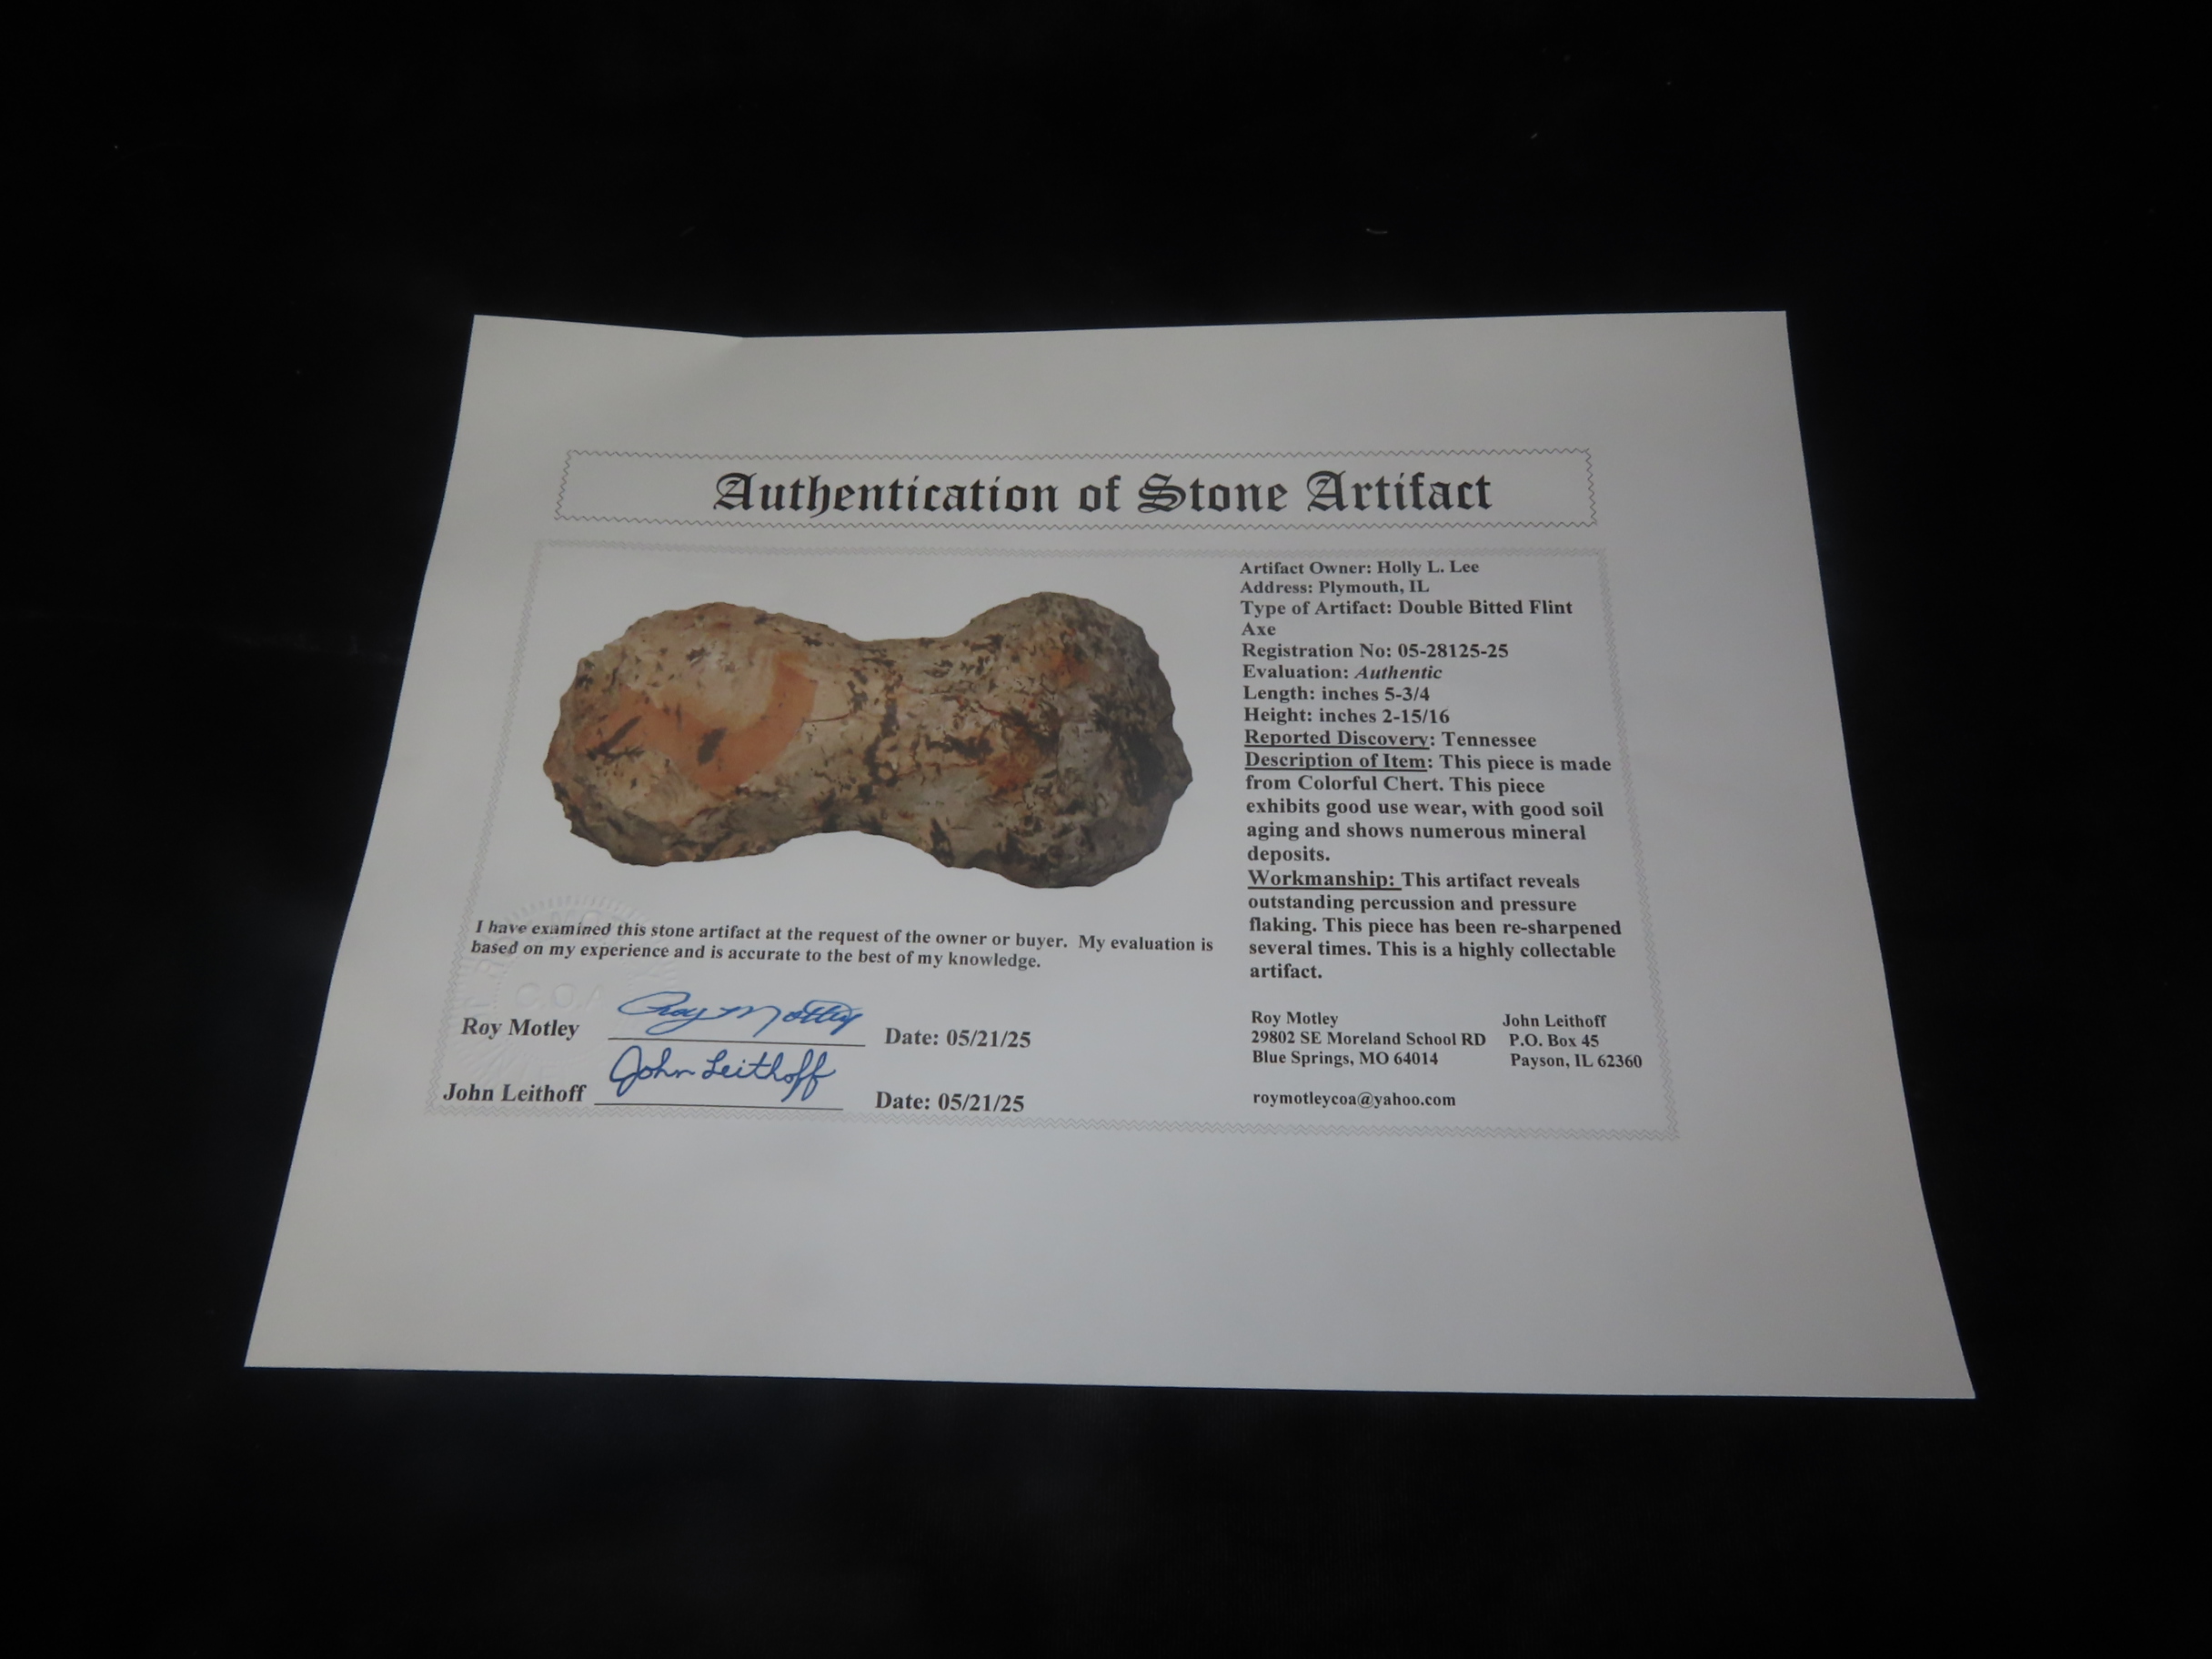 Authentication of Stone Artifact
Artifact Owner: Holly L. Lee
Address: Plymouth, IL
Type of Artifact: Double Bitted Flint
Axe
Registration No: 05-28125-25
Evaluation: Authentic
Length: inches 5-3/4
Height: inches 2-15/16
Reported Discovery: Tennessee
Description of Item: This piece is made
from Colorful Chert. This piece
exhibits good use wear, with good soil
aging and shows numerous mineral
deposits.
Workmanship: This artifact reveals
outstanding percussion and pressure
flaking. This piece has been re-sharpened
several times. This is a highly collectable
artifact.
I have examined this stone artifact at the request of the owner or buyer. My evaluation is
based on my experience and is accurate to the best of my knowledge.
Roy Motley Roy Motley Date: 05/21/25
John Leithoff John Leithoff Date: 05/21/25
Roy Motley
29802 SE Moreland School RD
Blue Springs, MO 64014
John Leithoff
P.O. Box 45
Payson, IL 62360
roymotleycoa@yahoo.com